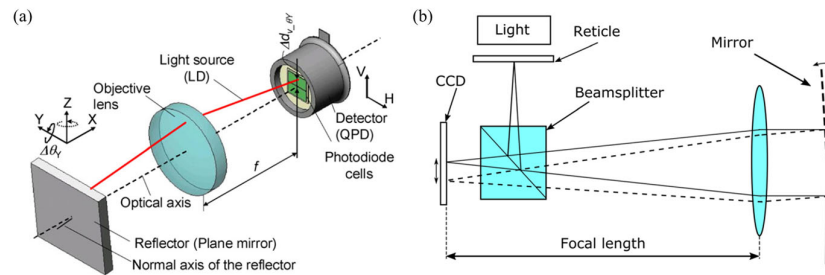 (a)
Light source
(LD)
Objective
lens
Δd_{V_θY}
V
H
Detector
(QPD)
Photodiode
cells
Z
Y
X
Δθ_Y
f
Optical axis
Reflector (Plane mirror)
Normal axis of the reflector
(b)
Light
Reticle
Mirror
CCD
Beamsplitter
Focal length